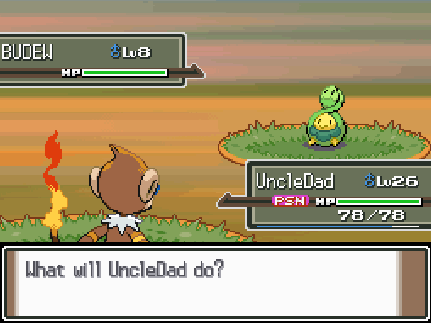 BUDEW ♂Lv8
HP
UncleDad ♂Lv26
PSN HP
78/78
What will UncleDad do?